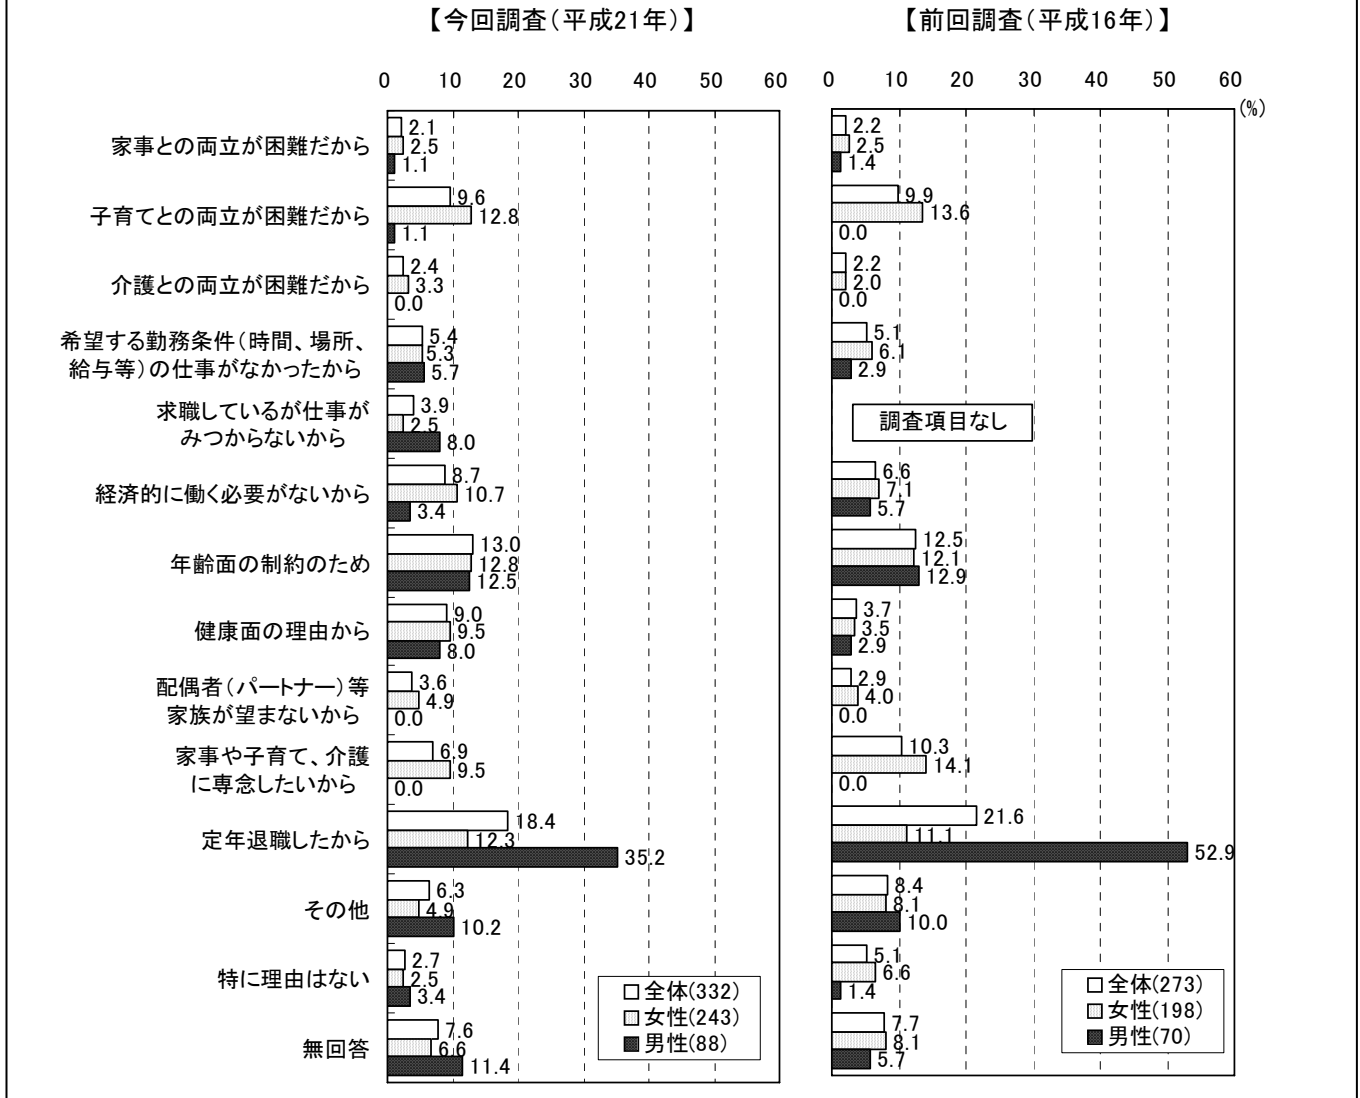 【今回調査(平成21年)】
【前回調査(平成16年)】
0 10 20 30 40 50 60
0 10 20 30 40 50 60
(%)
家事との両立が困難だから
2.1
2.5
1.1
2.2
2.5
1.4
子育てとの両立が困難だから
9.6
12.8
1.1
9.9
13.6
0.0
介護との両立が困難だから
2.4
3.3
0.0
2.2
2.0
0.0
希望する勤務条件(時間、場所、
給与等)の仕事がなかったから
5.4
5.3
5.7
5.1
6.1
2.9
求職しているが仕事が
みつからないから
3.9
2.5
8.0
調査項目なし
経済的に働く必要がないから
8.7
10.7
3.4
6.6
7.1
5.7
年齢面の制約のため
13.0
12.8
12.5
12.5
12.1
12.9
健康面の理由から
9.0
9.5
8.0
3.7
3.5
2.9
配偶者(パートナー)等
家族が望まないから
3.6
4.9
0.0
2.9
4.0
0.0
家事や子育て、介護
に専念したいから
6.9
9.5
0.0
10.3
14.1
0.0
定年退職したから
18.4
12.3
35.2
21.6
11.1
52.9
その他
6.3
4.9
10.2
8.4
8.1
10.0
特に理由はない
2.7
2.5
3.4
5.1
6.6
1.4
無回答
7.6
6.6
11.4
7.7
8.1
5.7
全体(332)
女性(243)
男性(88)
全体(273)
女性(198)
男性(70)